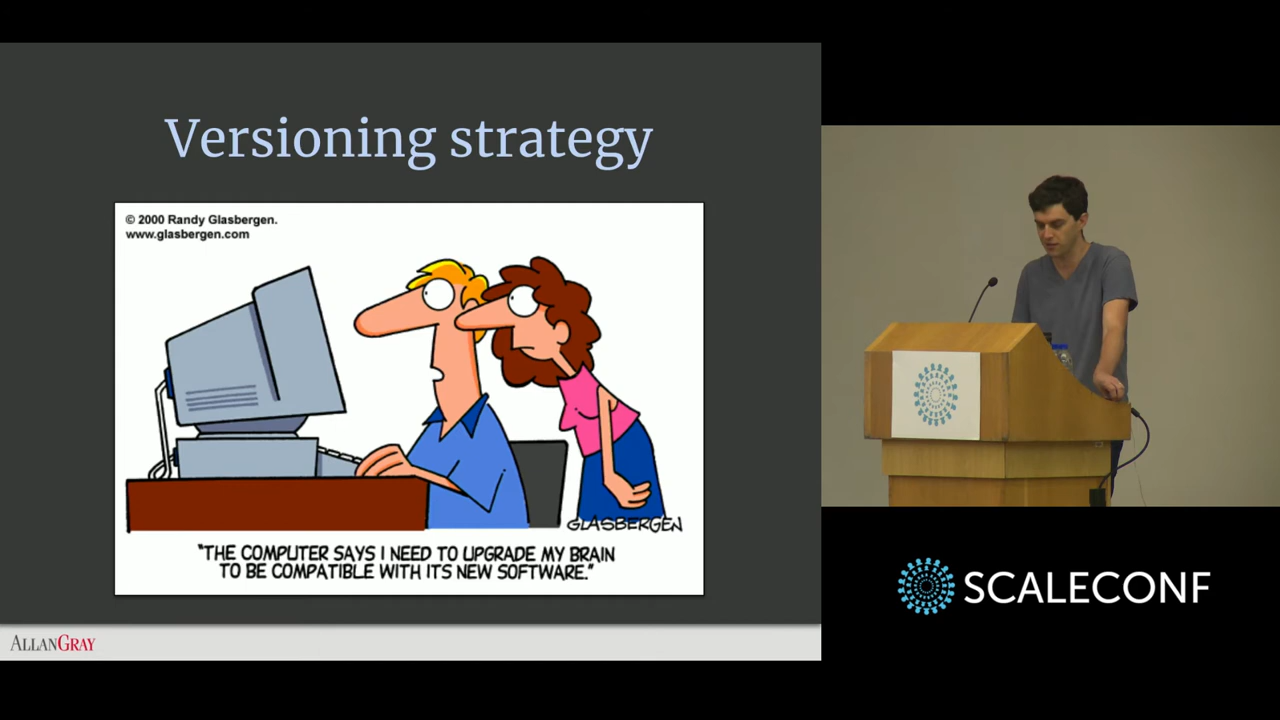 Versioning strategy
© 2000 Randy Glasbergen.
www.glasbergen.com
GLASBERGEN
"THE COMPUTER SAYS I NEED TO UPGRADE MY BRAIN
TO BE COMPATIBLE WITH ITS NEW SOFTWARE."
ALLANGRAY
SCALECONF